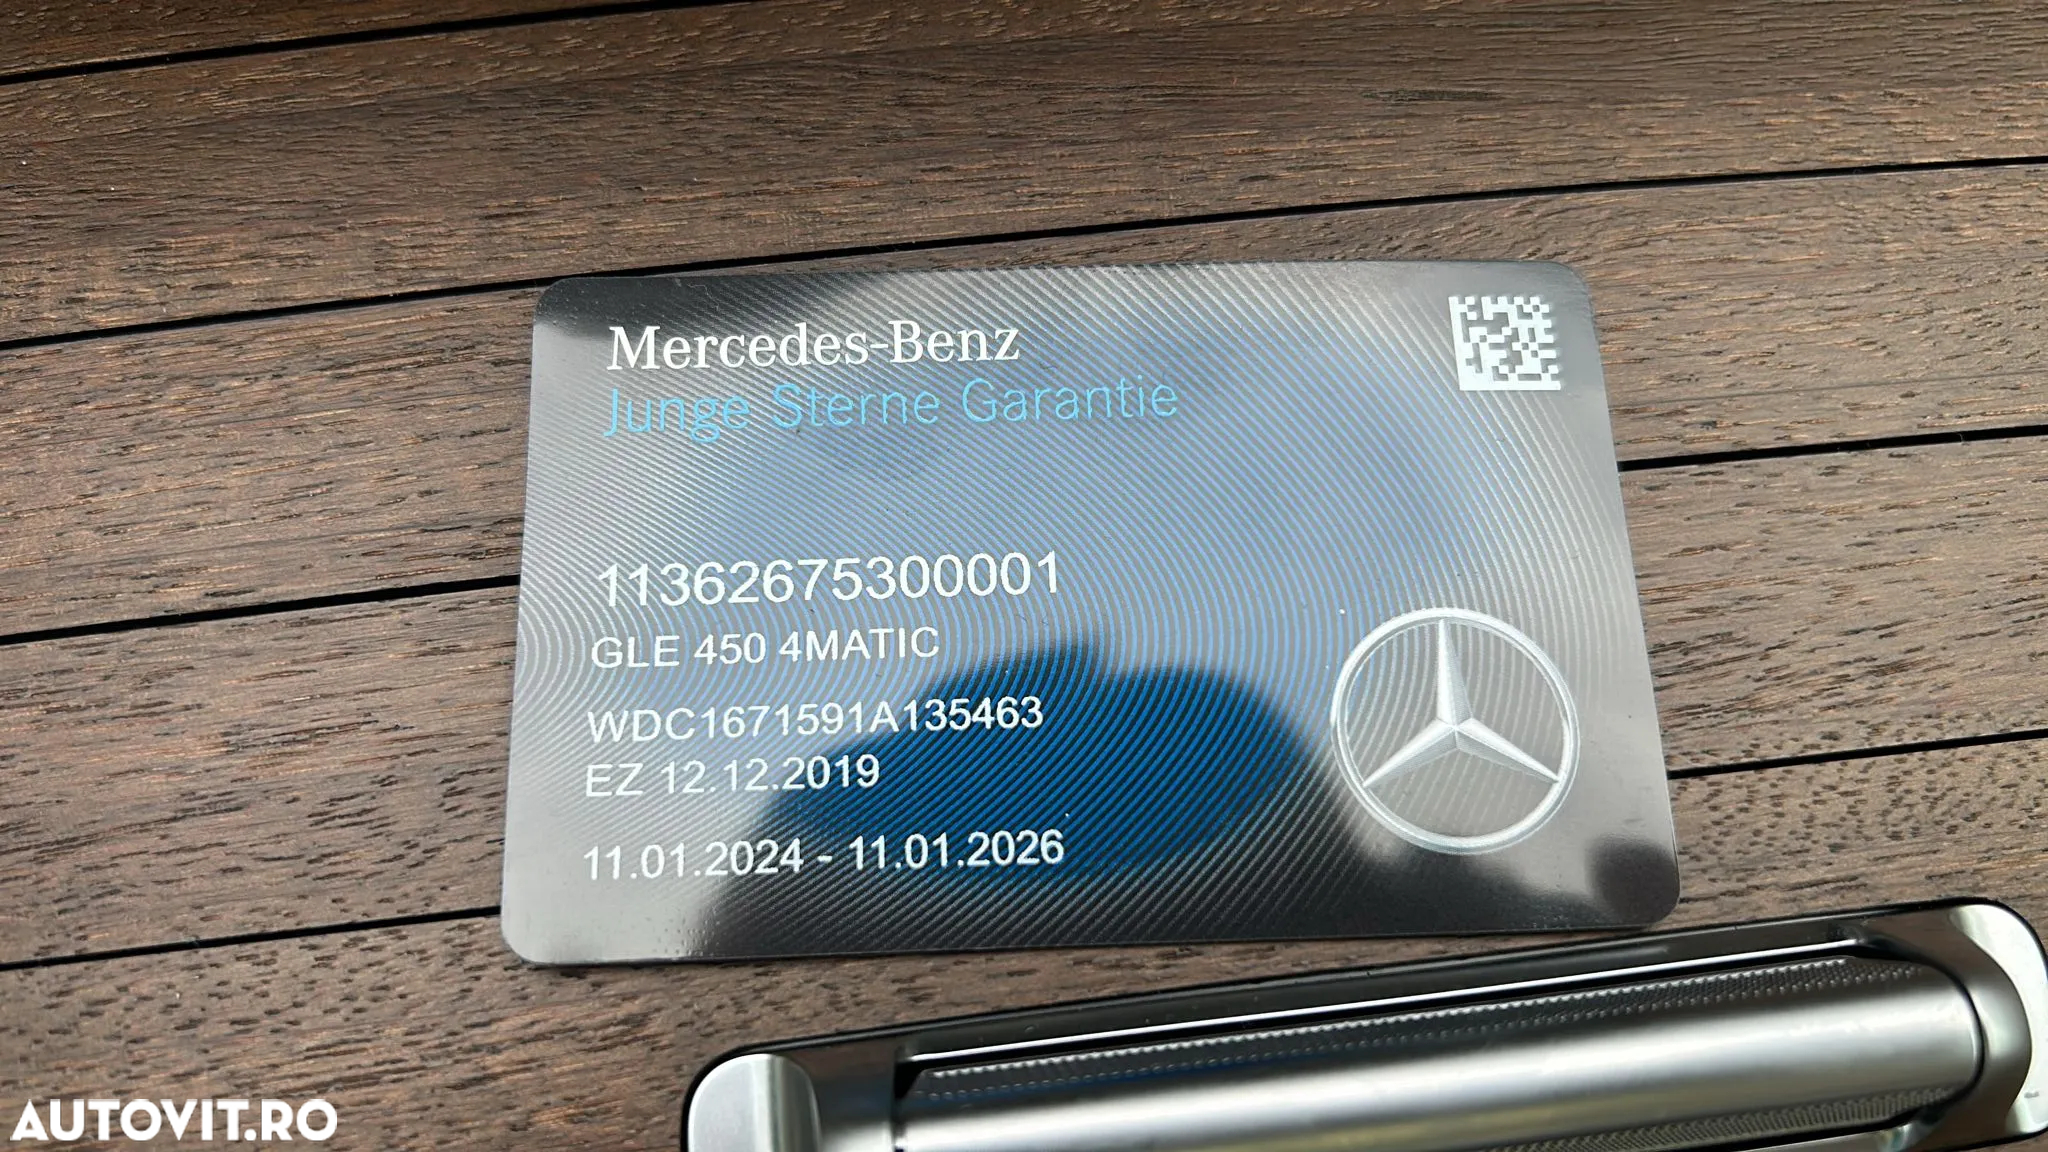 Mercedes-Benz
Junge Sterne Garantie
11362675300001
GLE 450 4MATIC
WDC1671591A135463
EZ 12.12.2019
11.01.2024 - 11.01.2026
AUTOVIT.RO